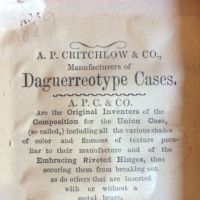 A. P. CRITCHLOW & CO.,
Manufacturers of
Daguerreotype Cases.
A. P. C. & CO.
Are the Original Inventors of the
Composition for the Union Case,
(so called,) including all the various shades
of color and fineness of texture pecu-
liar to their manufacture and of the
Embracing Riveted Hinges, thus
securing them from breaking out
as do others that are inserted
with or without a
metal brace.